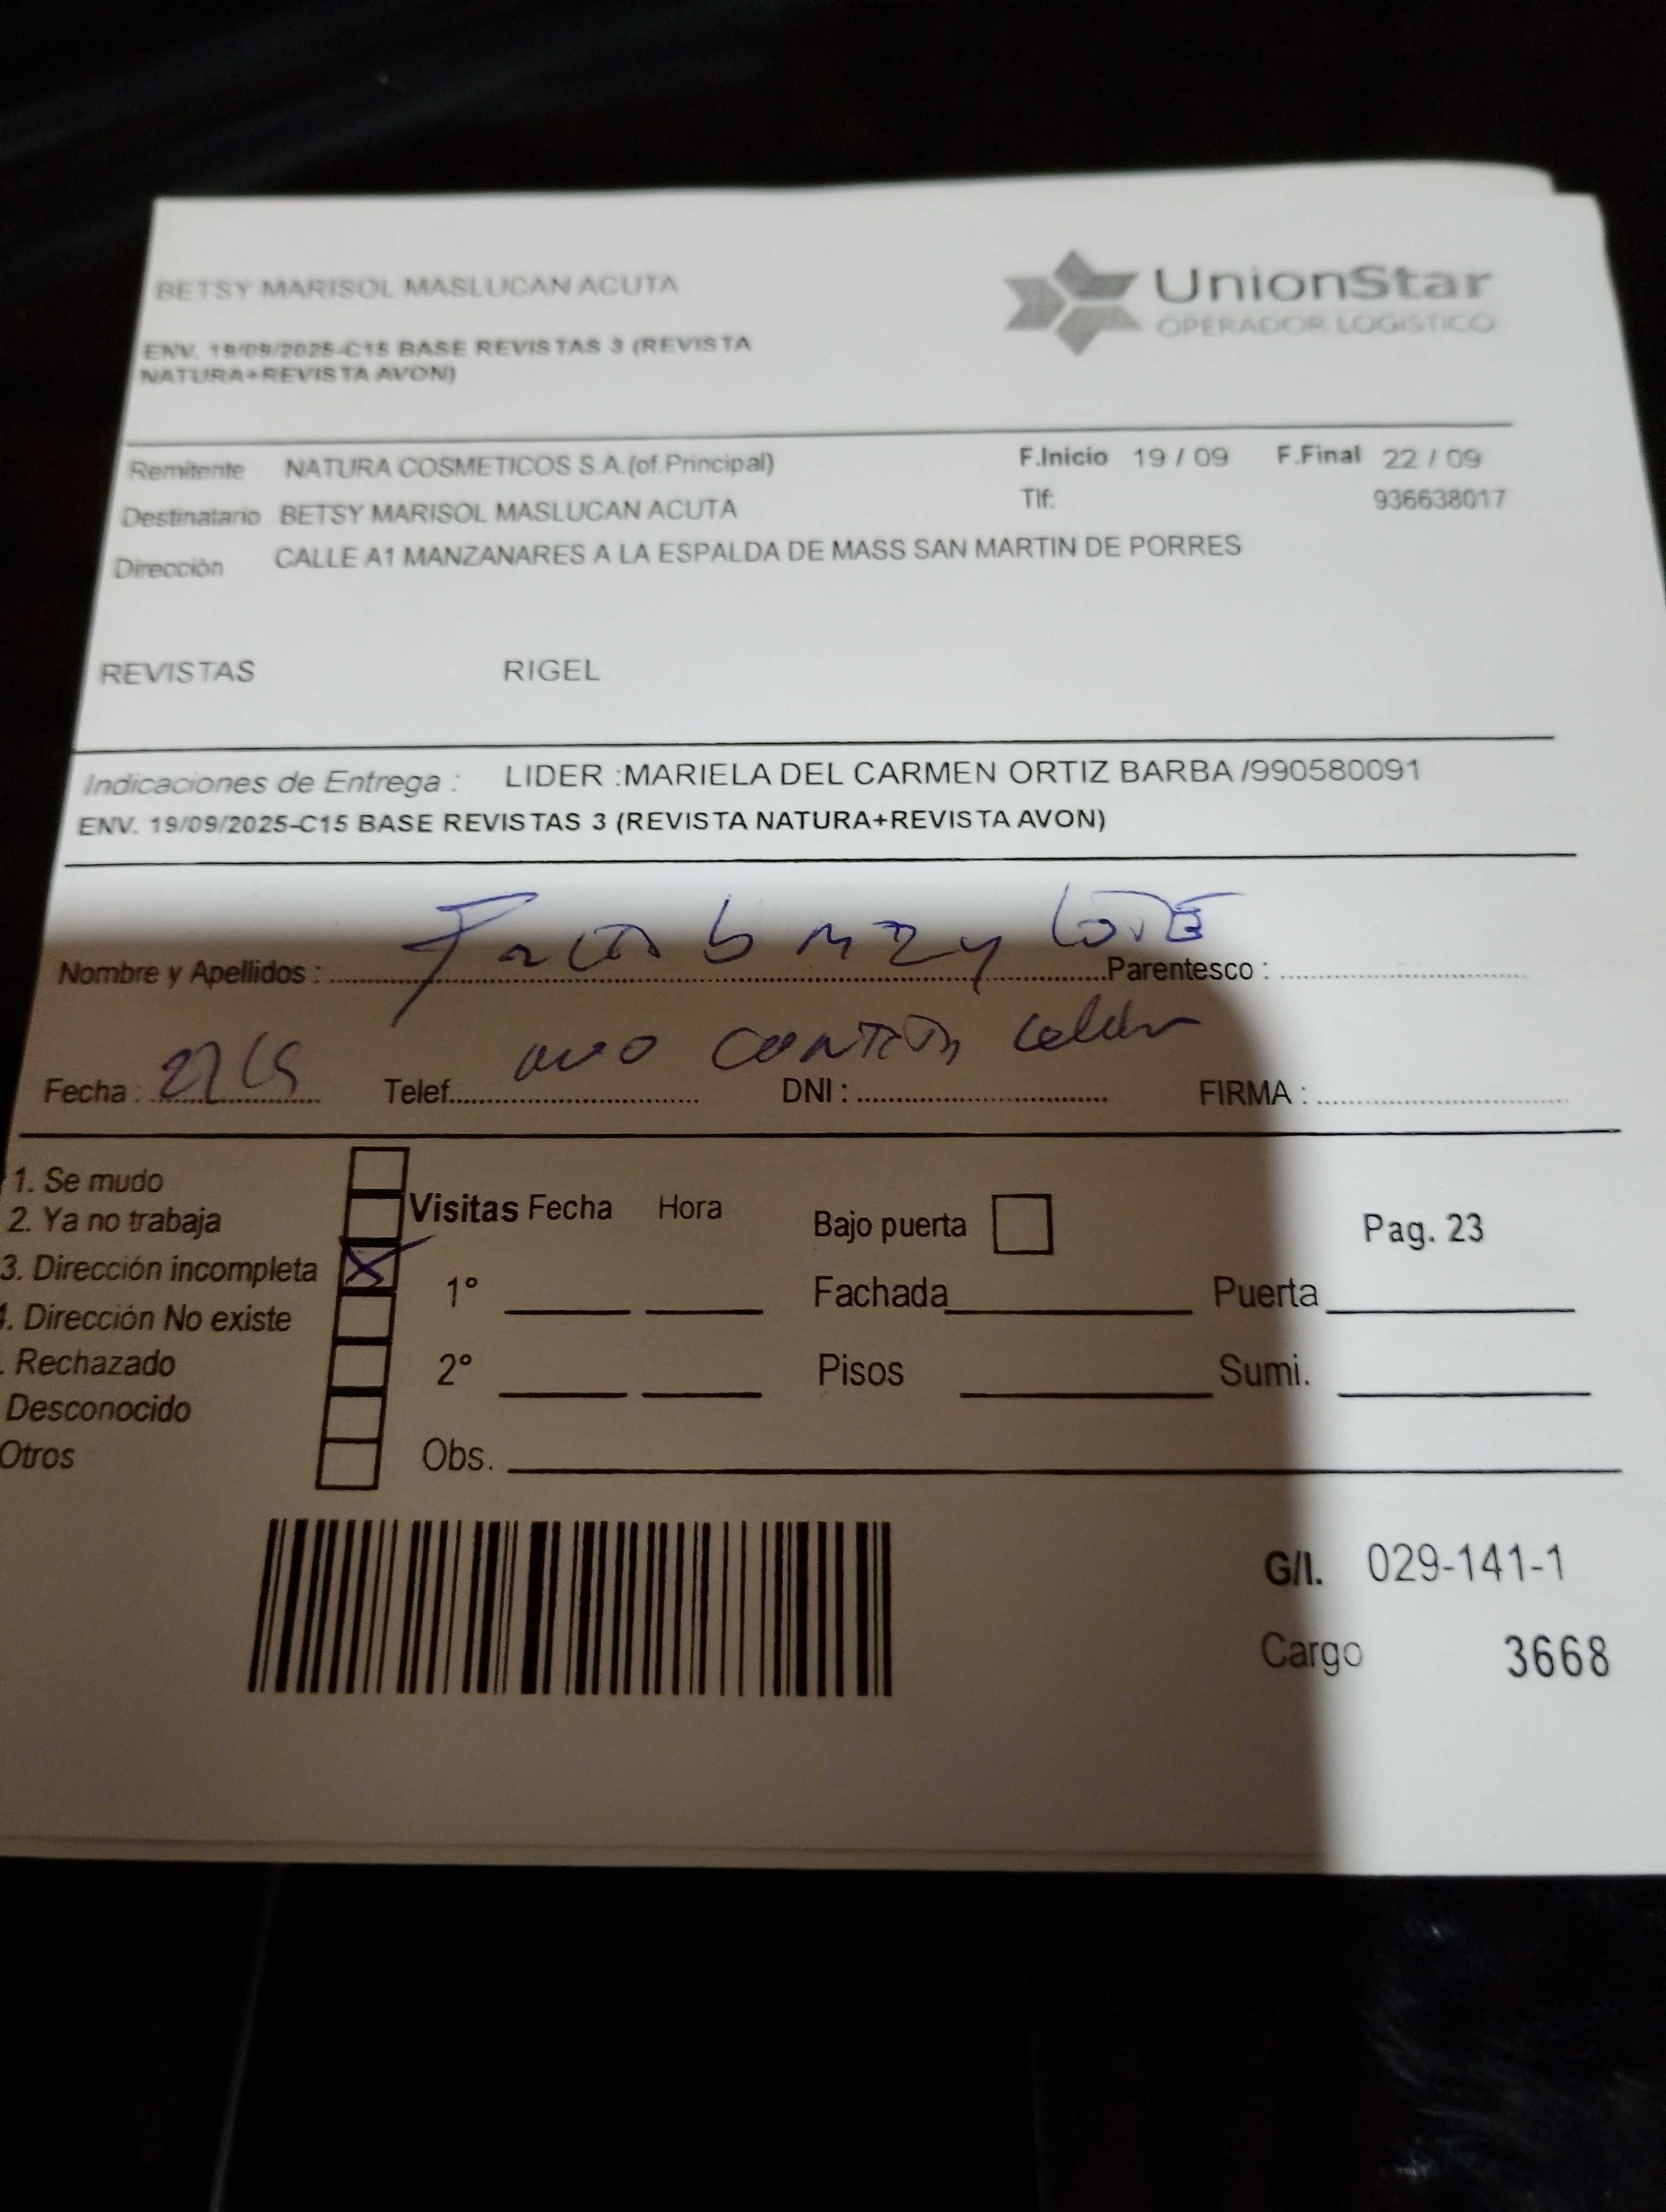 BETSY MARISOL MASLUCAN ACUTA
UnionStar
OPERADOR LOGISTICO
ENV. 19/09/2025-C15 BASE REVISTAS 3 (REVISTA
NATURA+REVISTA AVON)
Remitente NATURA COSMETICOS S.A.(of.Principal) F.Inicio 19 / 09 F.Final 22 / 09
Destinatario BETSY MARISOL MASLUCAN ACUTA Tlf: 936638017
Dirección CALLE A1 MANZANARES A LA ESPALDA DE MASS SAN MARTIN DE PORRES
REVISTAS RIGEL
Indicaciones de Entrega : LIDER :MARIELA DEL CARMEN ORTIZ BARBA /990580091
ENV. 19/09/2025-C15 BASE REVISTAS 3 (REVISTA NATURA+REVISTA AVON)
Nombre y Apellidos : mz y lote Parentesco :
Fecha : Telef. DNI : FIRMA :
1. Se mudo
2. Ya no trabaja
3. Dirección incompleta X
. Dirección No existe
. Rechazado
Desconocido
Otros
Visitas Fecha Hora
1°
2°
Obs.
Bajo puerta Pag. 23
Fachada Puerta
Pisos Sumi.
G/I. 029-141-1
Cargo 3668